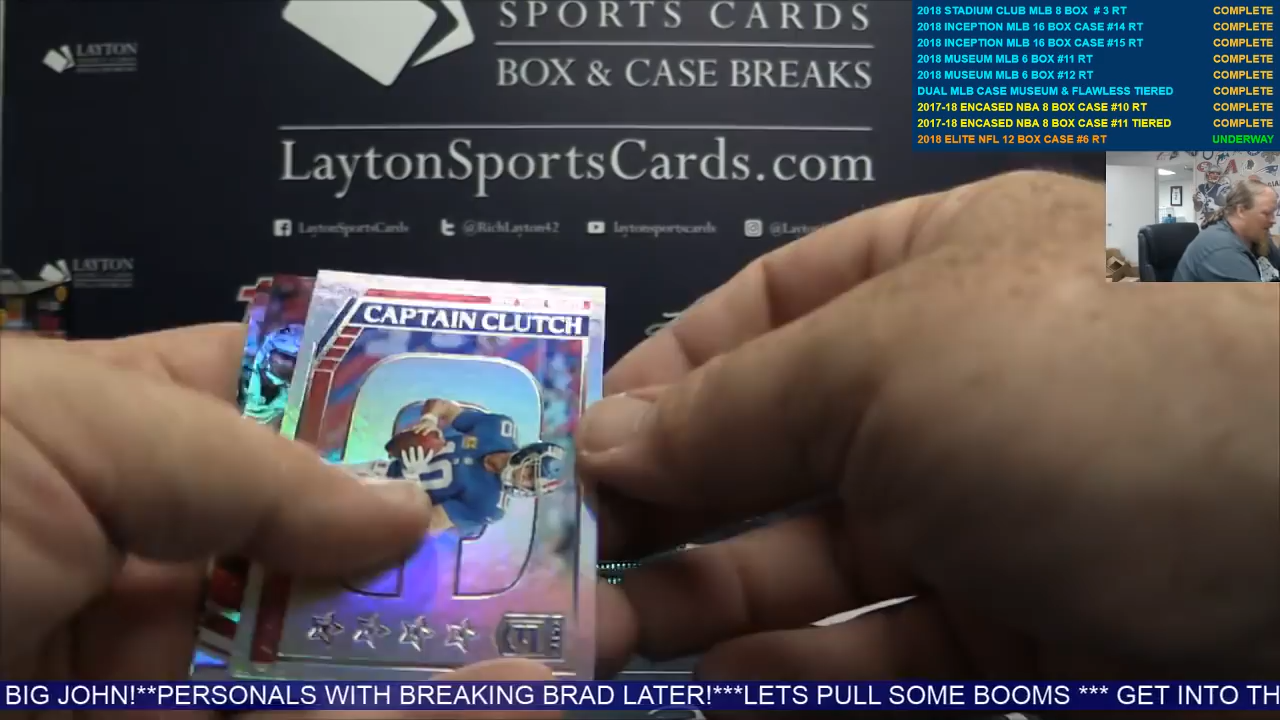 SPORTS CARDS
BOX & CASE BREAKS
LaytonSportsCards.com
LaytonSportsCards
@RichLayton42
laytonsportscards
LAYTON
LAYTON
CAPTAIN CLUTCH
10
2018 STADIUM CLUB MLB 8 BOX # 3 RT COMPLETE
2018 INCEPTION MLB 16 BOX CASE #14 RT COMPLETE
2018 INCEPTION MLB 16 BOX CASE #15 RT COMPLETE
2018 MUSEUM MLB 6 BOX #11 RT COMPLETE
2018 MUSEUM MLB 6 BOX #12 RT COMPLETE
DUAL MLB CASE MUSEUM & FLAWLESS TIERED COMPLETE
2017-18 ENCASED NBA 8 BOX CASE #10 RT COMPLETE
2017-18 ENCASED NBA 8 BOX CASE #11 TIERED COMPLETE
2018 ELITE NFL 12 BOX CASE #6 RT UNDERWAY
BIG JOHN!**PERSONALS WITH BREAKING BRAD LATER!***LETS PULL SOME BOOMS *** GET INTO TH